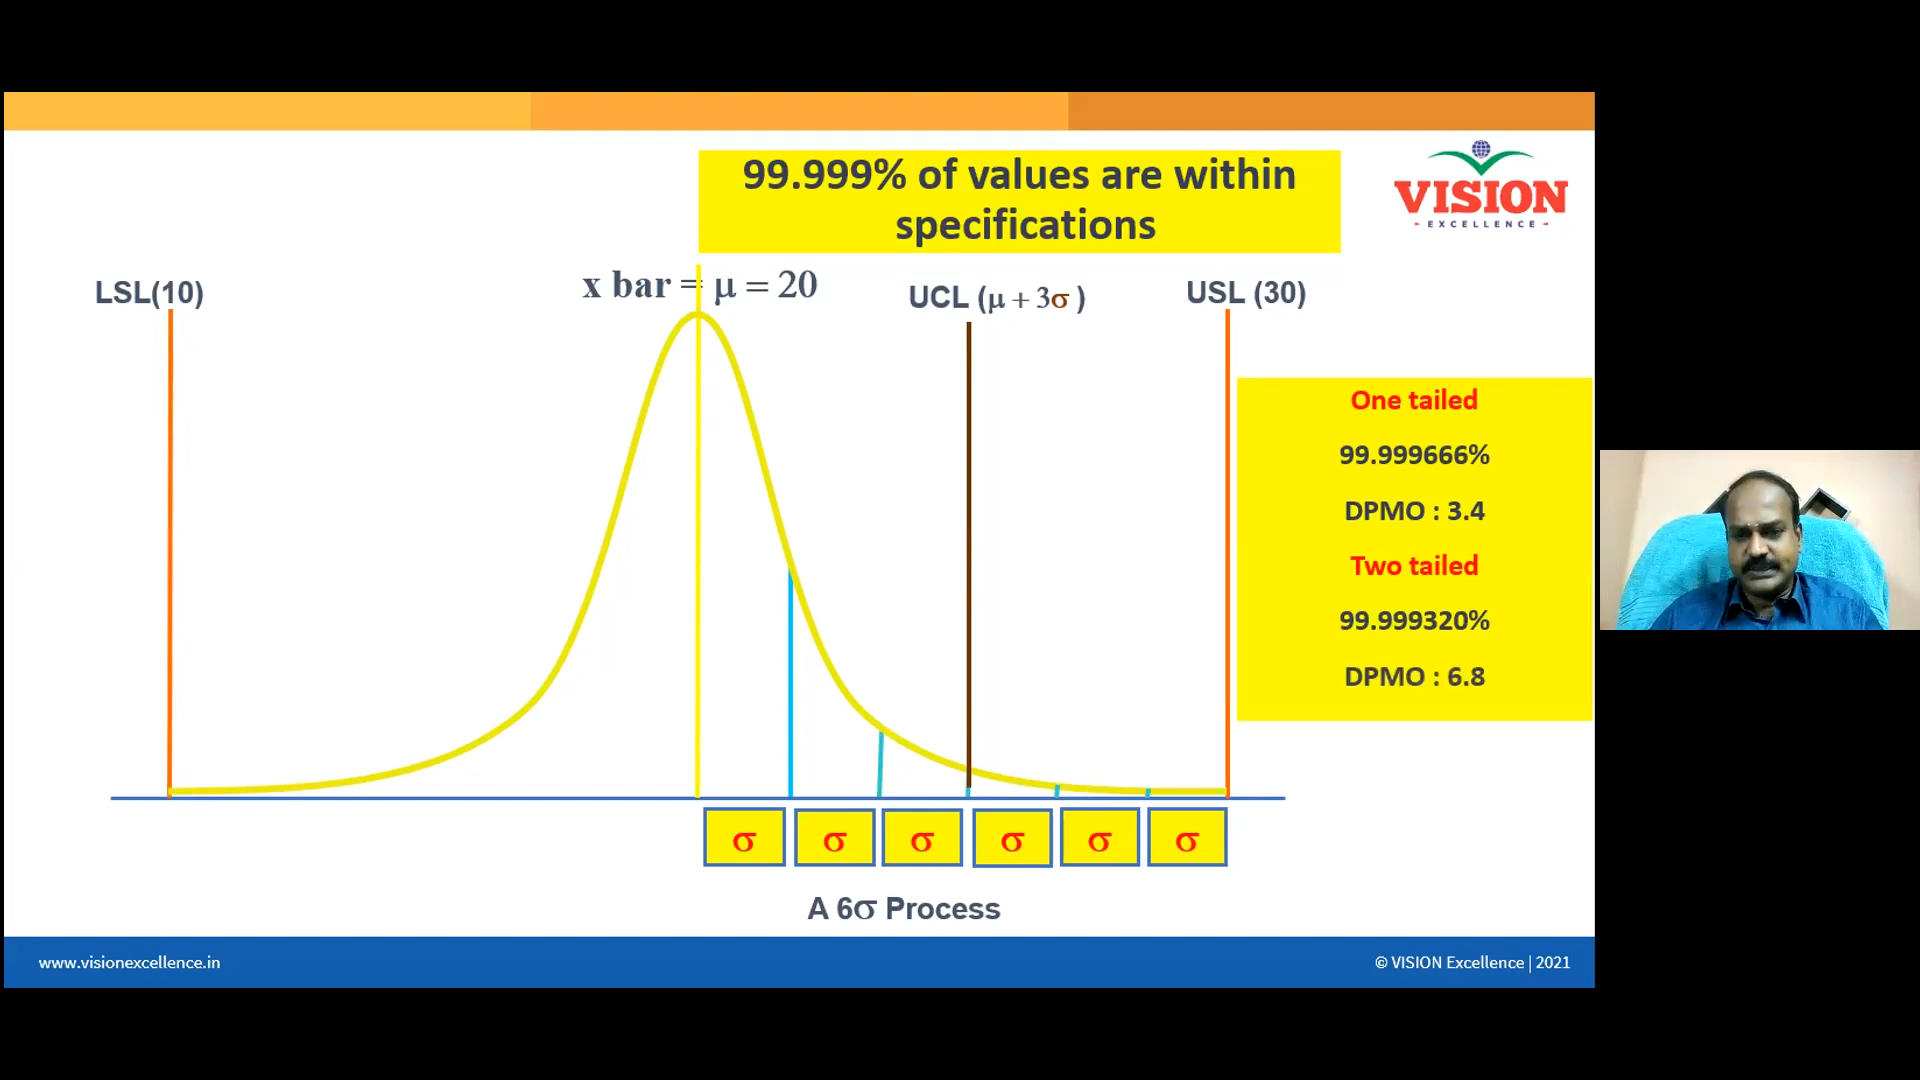 99.999% of values are within
specifications
VISION
EXCELLENCE
LSL(10)
x bar = μ = 20
UCL (μ + 3σ )
USL (30)
One tailed
99.999666%
DPMO : 3.4
Two tailed
99.999320%
DPMO : 6.8
σ σ σ σ σ σ
A 6σ Process
www.visionexcellence.in
© VISION Excellence | 2021